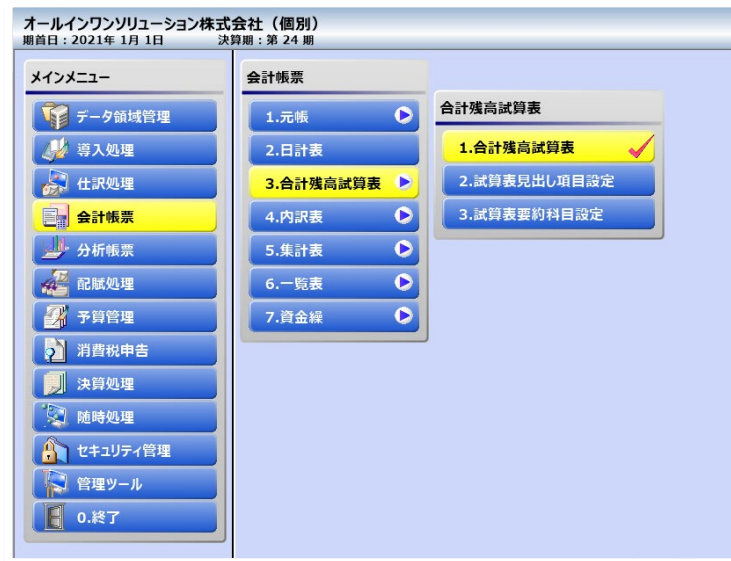 オールインワンソリューション株式会社（個別）
期首日：2021年 1月 1日　決算期：第 24 期
メインメニュー
データ領域管理
導入処理
仕訳処理
会計帳票
分析帳票
配賦処理
予算管理
消費税申告
決算処理
随時処理
セキュリティ管理
管理ツール
0.終了
会計帳票
1.元帳
2.日計表
3.合計残高試算表
4.内訳表
5.集計表
6.一覧表
7.資金繰
合計残高試算表
1.合計残高試算表
2.試算表見出し項目設定
3.試算表要約科目設定